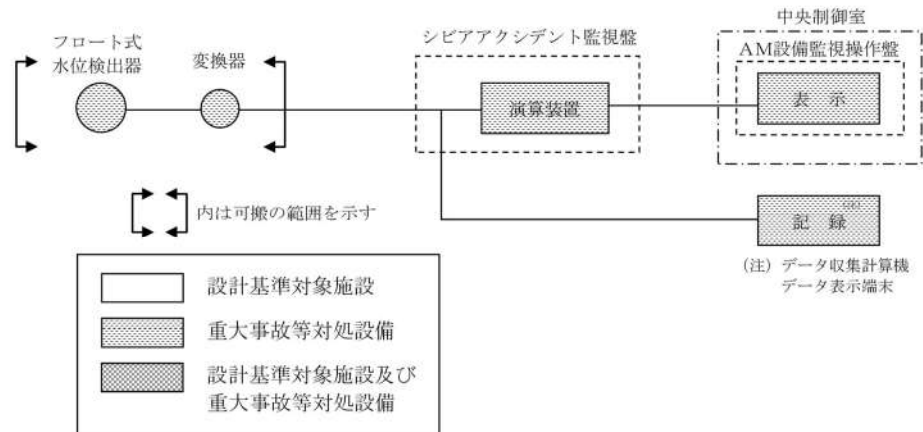 中央制御室
フロート式
水位検出器
変換器
シビアアクシデント監視盤
AM設備監視操作盤
演算装置
表 示
内は可搬の範囲を示す
記 録(注)
(注) データ収集計算機
データ表示端末
設計基準対象施設
重大事故等対処設備
設計基準対象施設及び
重大事故等対処設備